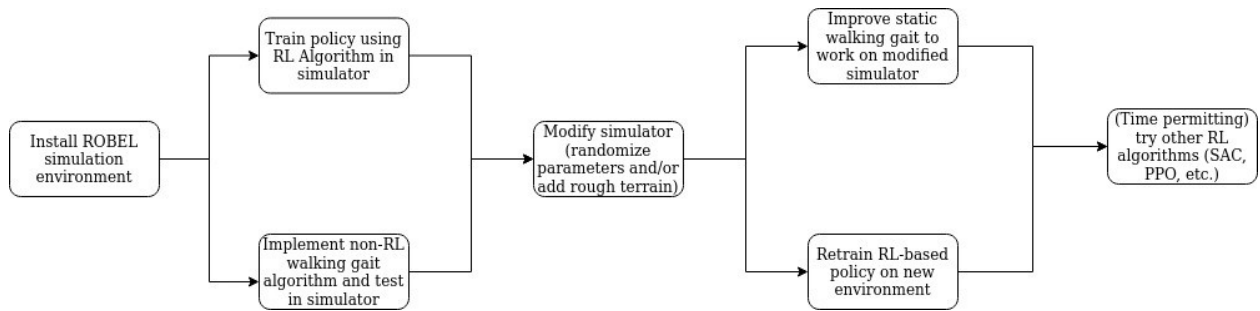 Install ROBEL
simulation
environment
Train policy using
RL Algorithm in
simulator
Implement non-RL
walking gait
algorithm and test
in simulator
Modify simulator
(randomize
parameters and/or
add rough terrain)
Improve static
walking gait to
work on modified
simulator
Retrain RL-based
policy on new
environment
(Time permitting)
try other RL
algorithms (SAC,
PPO, etc.)